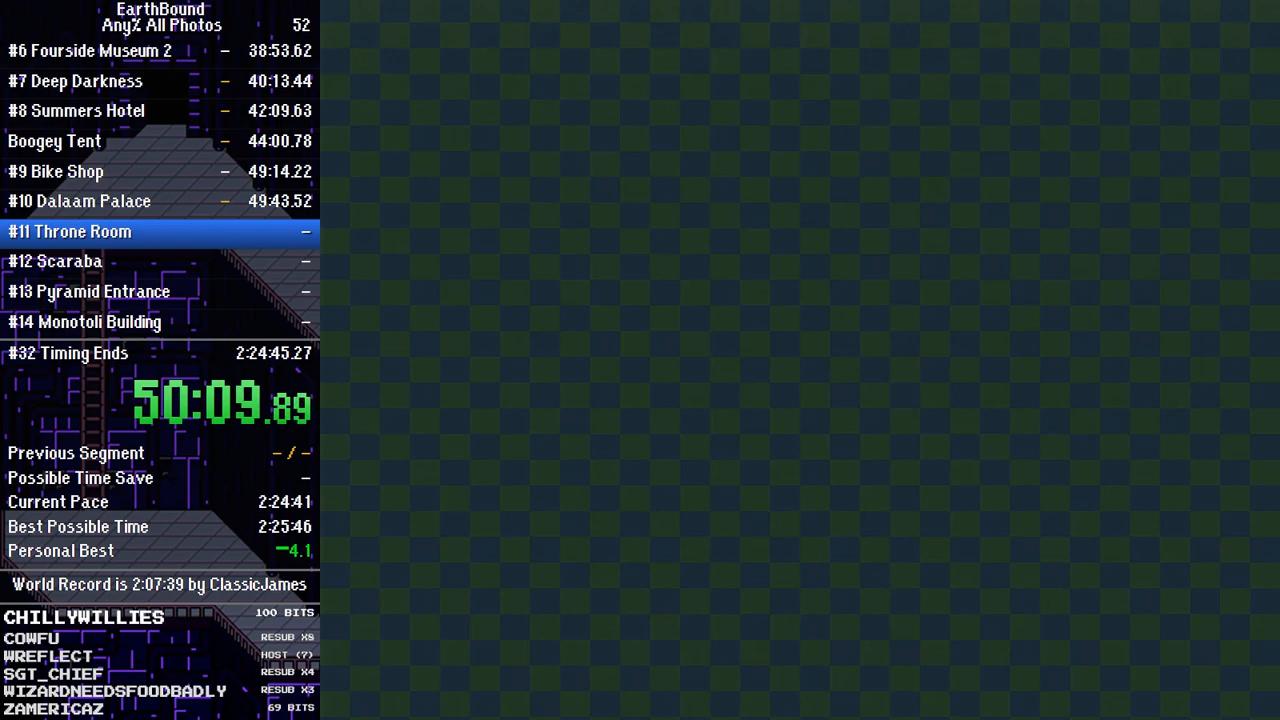 EarthBound
Any% All Photos 52
#6 Fourside Museum 2 – 38:53.62
#7 Deep Darkness – 40:13.44
#8 Summers Hotel – 42:09.63
Boogey Tent – 44:00.78
#9 Bike Shop – 49:14.22
#10 Dalaam Palace – 49:43.52
#11 Throne Room –
#12 Scaraba –
#13 Pyramid Entrance –
#14 Monotoli Building –
#32 Timing Ends 2:24:45.27
50:09.89
Previous Segment – / –
Possible Time Save –
Current Pace 2:24:41
Best Possible Time 2:25:46
Personal Best −4.1
World Record is 2:07:39 by ClassicJames
CHILLYWILLIES 100 BITS
COWFU RESUB X8
WREFLECT HOST (7)
SGT_CHIEF RESUB X4
WIZARDNEEDSFOODBADLY RESUB X3
ZAMERICAZ 69 BITS